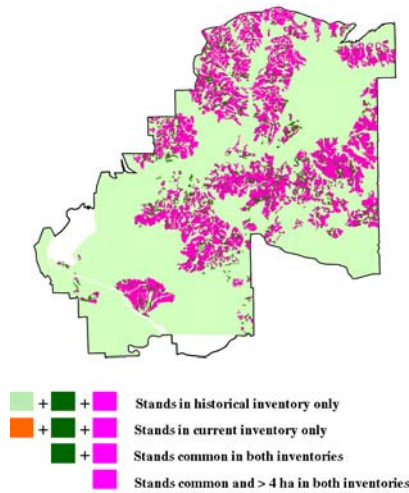 + + Stands in historical inventory only
+ + Stands in current inventory only
+ Stands common in both inventories
Stands common and > 4 ha in both inventories